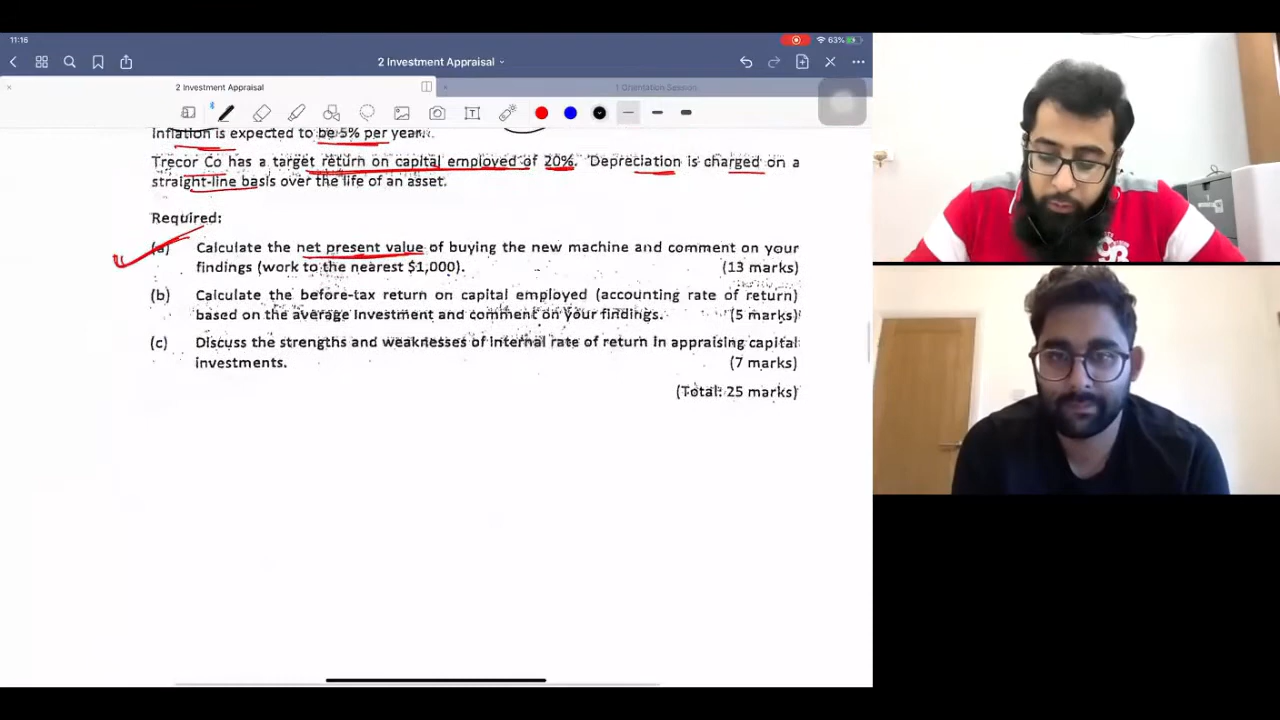 11:16
63%
2 Investment Appraisal
2 Investment Appraisal
1 Oraintation Session
Inflation is expected to be 5% per year.
Trecor Co has a target return on capital employed of 20%. Depreciation is charged on a
straight-line basis over the life of an asset.
Required:
(a) Calculate the net present value of buying the new machine and comment on your
findings (work to the nearest $1,000). (13 marks)
(b) Calculate the before-tax return on capital employed (accounting rate of return)
based on the average investment and comment on your findings. (5 marks)
(c) Discuss the strengths and weaknesses of internal rate of return in appraising capital
investments. (7 marks)
(Total: 25 marks)